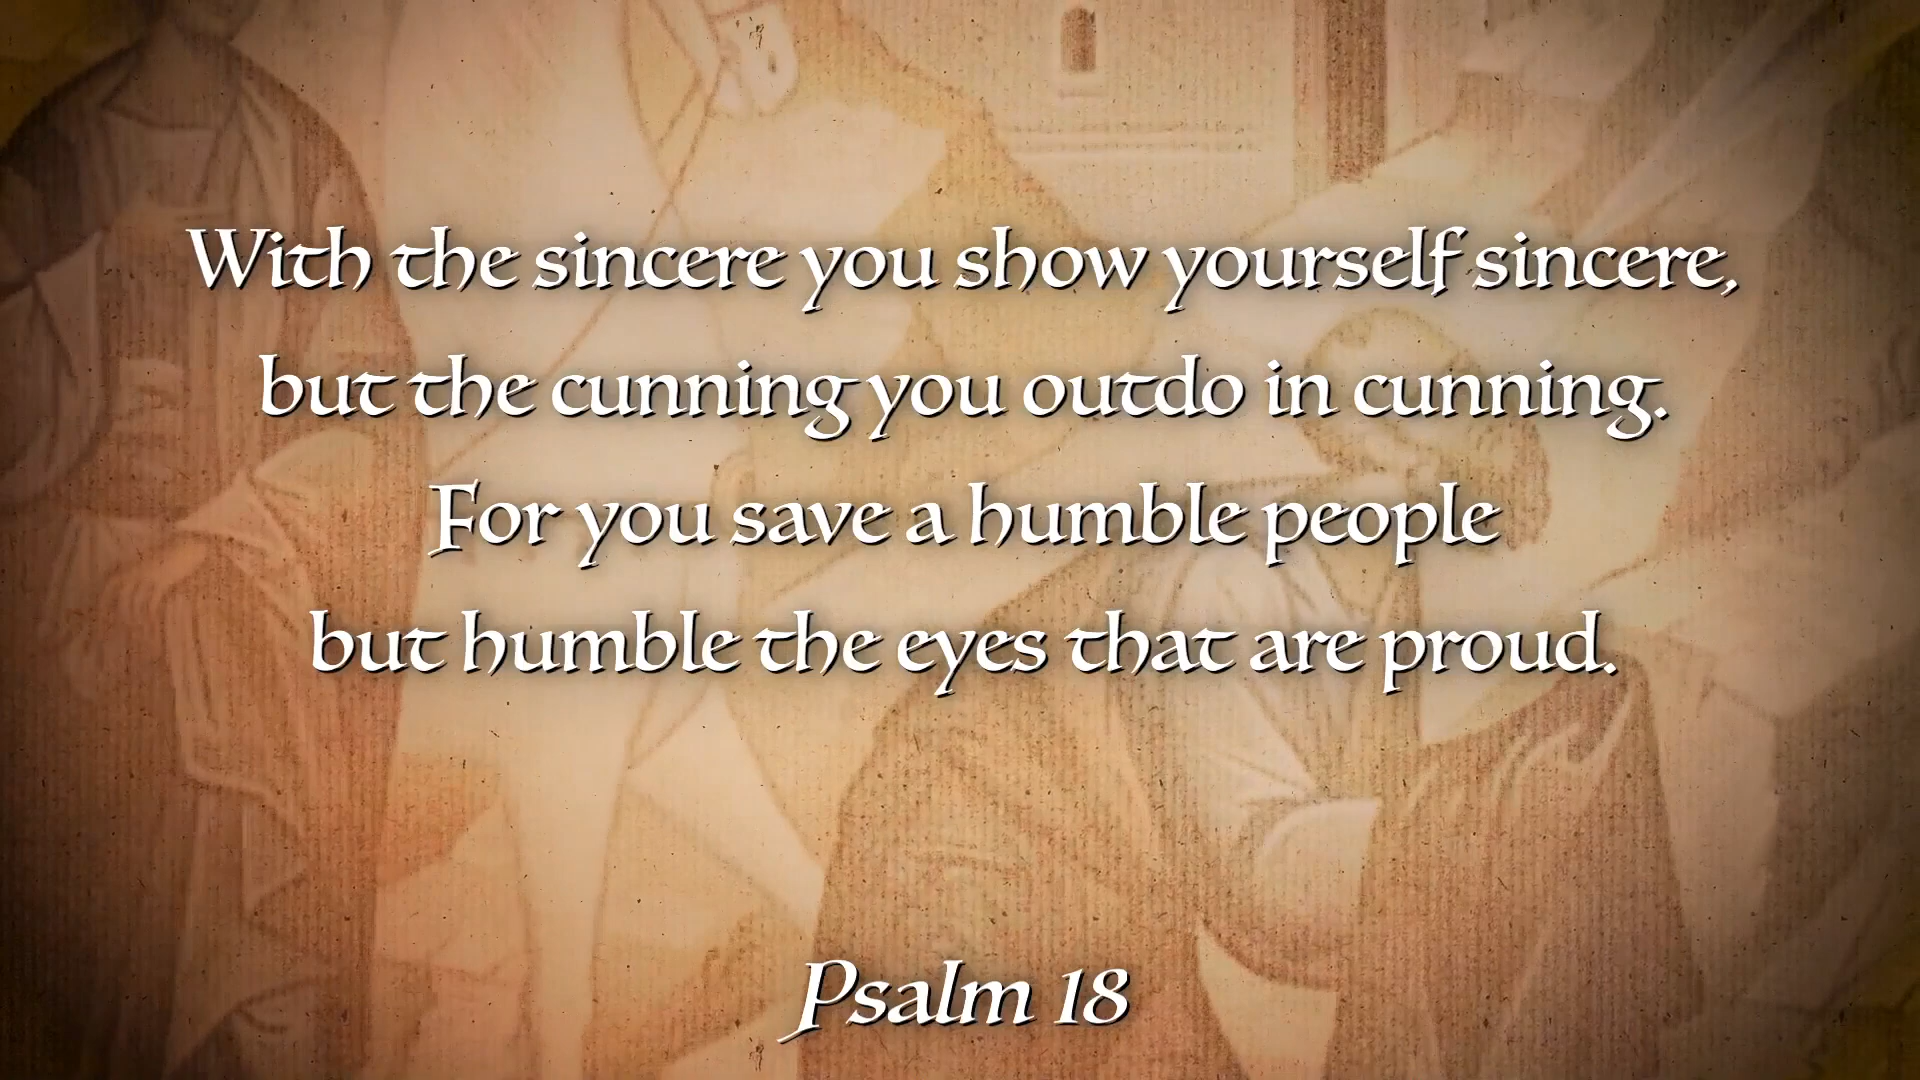 With the sincere you show yourself sincere,
but the cunning you outdo in cunning.
For you save a humble people
but humble the eyes that are proud.
Psalm 18